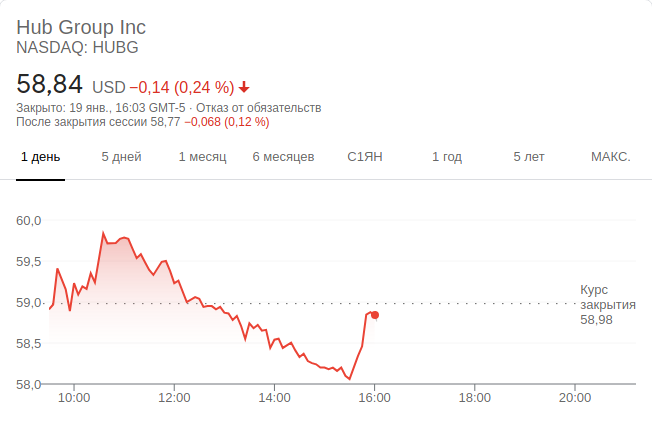 Hub Group Inc
NASDAQ: HUBG
58,84 USD −0,14 (0,24 %)
Закрыто: 19 янв., 16:03 GMT-5 · Отказ от обязательств
После закрытия сессии 58,77 −0,068 (0,12 %)
1 день 5 дней 1 месяц 6 месяцев С1ЯН 1 год 5 лет МАКС.
60,0
59,5
59,0
58,5
58,0
Курс
закрытия
58,98
10:00 12:00 14:00 16:00 18:00 20:00